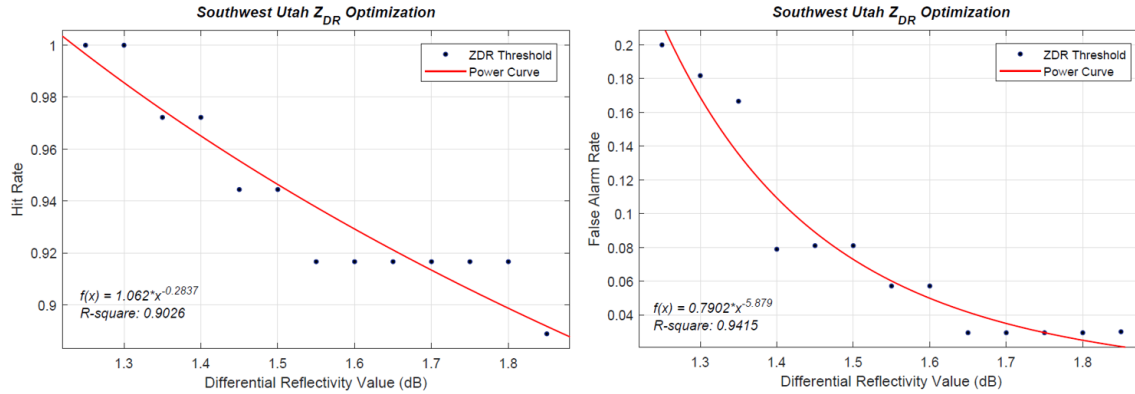 Southwest Utah Z_DR Optimization
Hit Rate
1
0.98
0.96
0.94
0.92
0.9
ZDR Threshold
Power Curve
f(x) = 1.062*x^-0.2837
R-square: 0.9026
1.3 1.4 1.5 1.6 1.7 1.8
Differential Reflectivity Value (dB)
Southwest Utah Z_DR Optimization
False Alarm Rate
0.2
0.18
0.16
0.14
0.12
0.1
0.08
0.06
0.04
ZDR Threshold
Power Curve
f(x) = 0.7902*x^-5.879
R-square: 0.9415
1.3 1.4 1.5 1.6 1.7 1.8
Differential Reflectivity Value (dB)